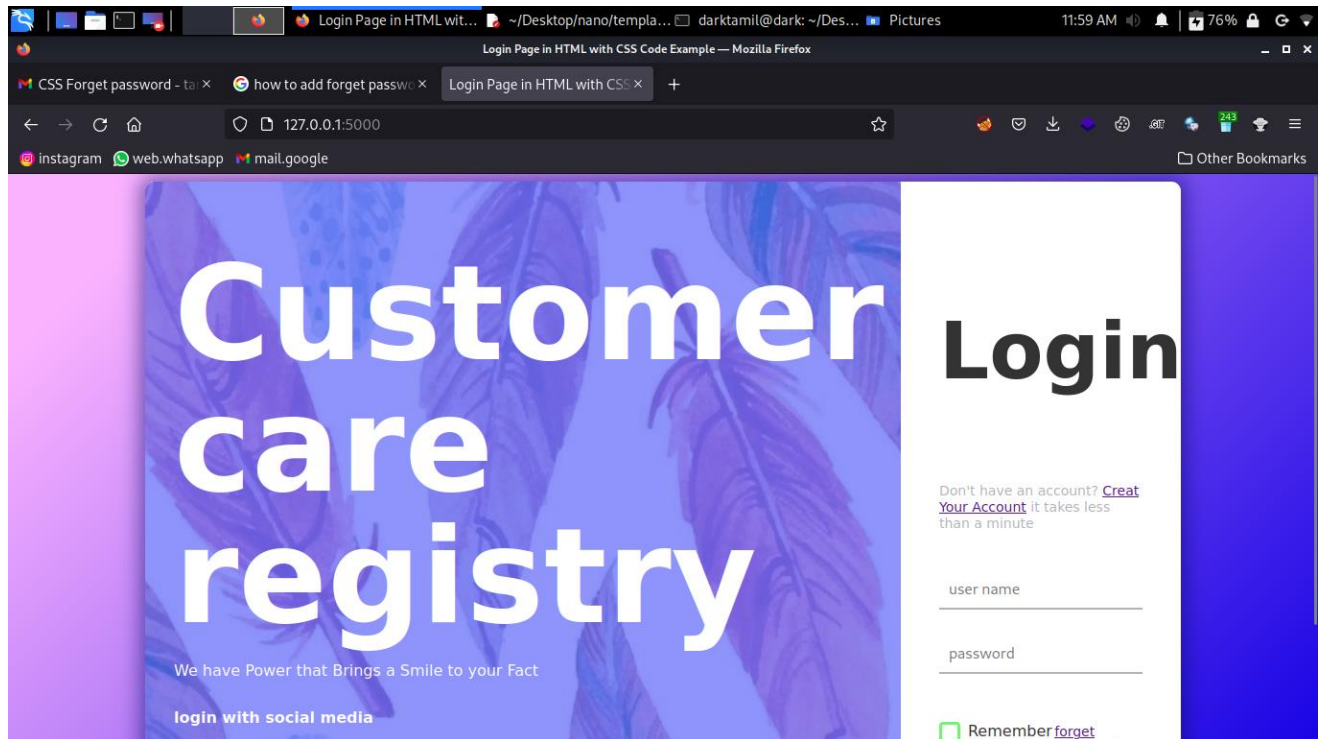 Login Page in HTML wit...
~/Desktop/nano/templa...
darktamil@dark: ~/Des...
Pictures
11:59 AM
76%
Login Page in HTML with CSS Code Example — Mozilla Firefox
CSS Forget password - ta
how to add forget passwo
Login Page in HTML with CSS
127.0.0.1:5000
243
instagram
web.whatsapp
mail.google
Other Bookmarks
Customer
care
registry
We have Power that Brings a Smile to your Fact
login with social media
Login
Don't have an account? Creat
Your Account it takes less
than a minute
user name
password
Remember forget